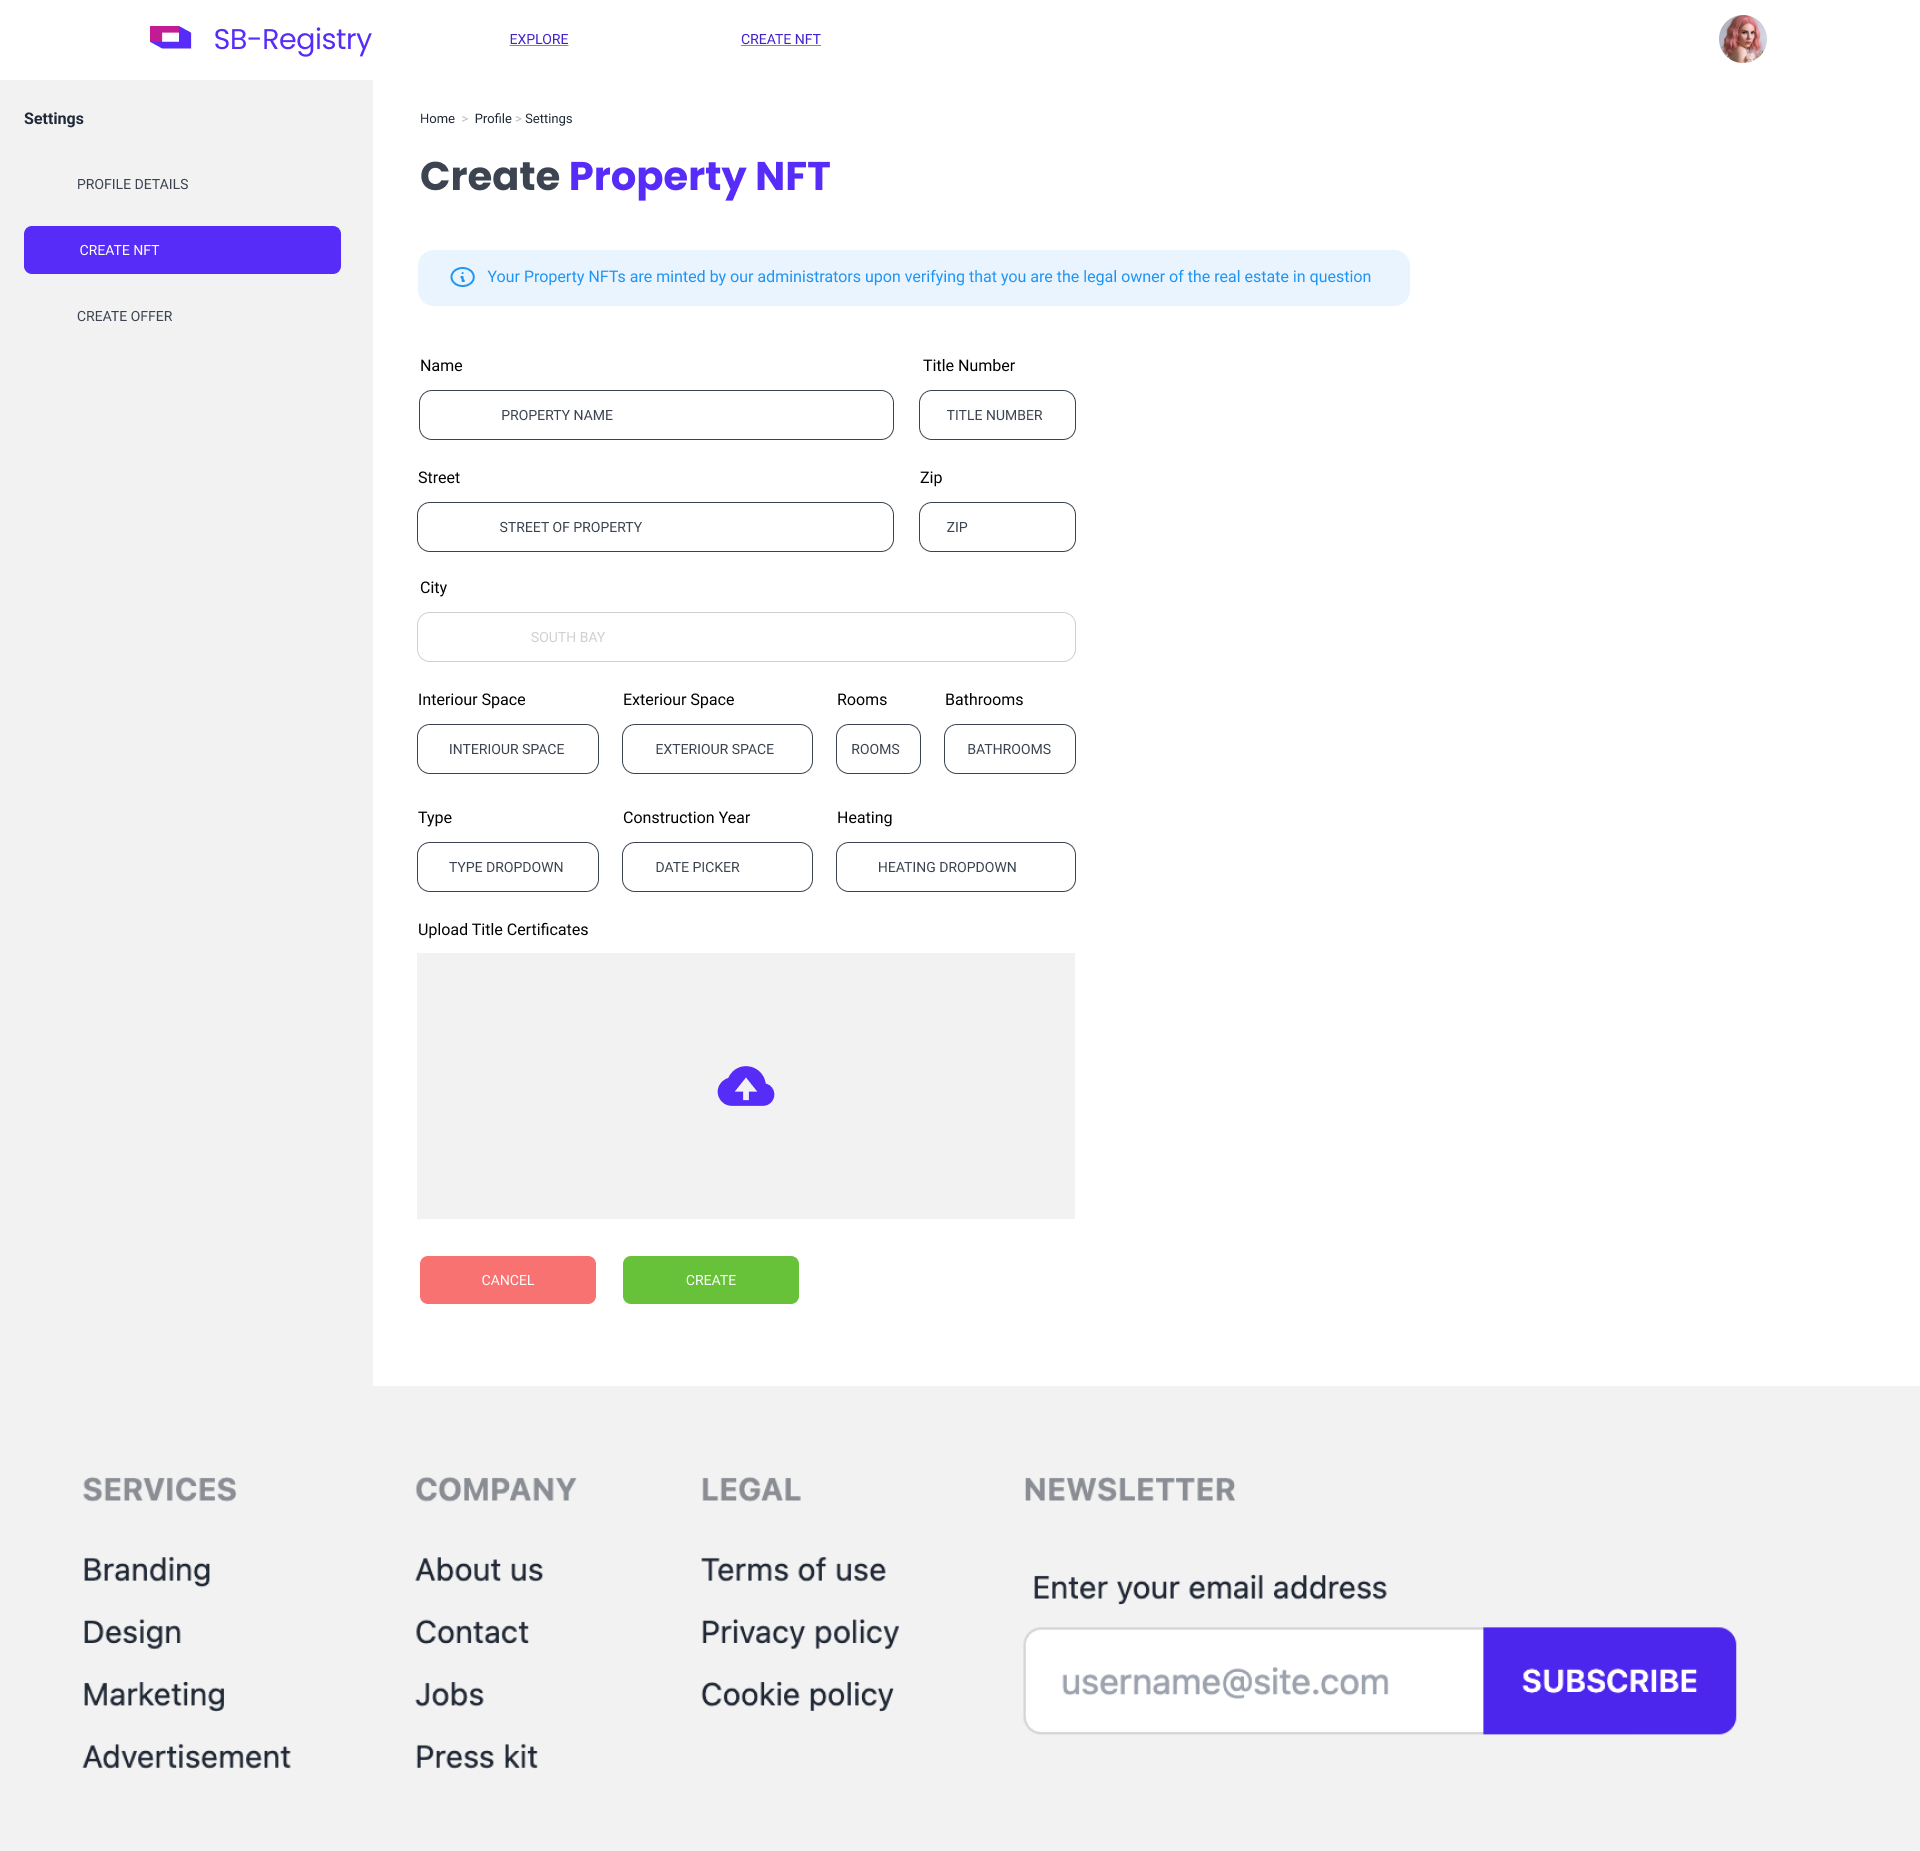 SB-Registry
EXPLORE
CREATE NFT
Settings
PROFILE DETAILS
CREATE NFT
CREATE OFFER
Home > Profile > Settings
Create Property NFT
Your Property NFTs are minted by our administrators upon verifying that you are the legal owner of the real estate in question
Name
Title Number
PROPERTY NAME
TITLE NUMBER
Street
Zip
STREET OF PROPERTY
ZIP
City
SOUTH BAY
Interiour Space
Exteriour Space
Rooms
Bathrooms
INTERIOUR SPACE
EXTERIOUR SPACE
ROOMS
BATHROOMS
Type
Construction Year
Heating
TYPE DROPDOWN
DATE PICKER
HEATING DROPDOWN
Upload Title Certificates
CANCEL
CREATE
SERVICES
Branding
Design
Marketing
Advertisement
COMPANY
About us
Contact
Jobs
Press kit
LEGAL
Terms of use
Privacy policy
Cookie policy
NEWSLETTER
Enter your email address
username@site.com
SUBSCRIBE